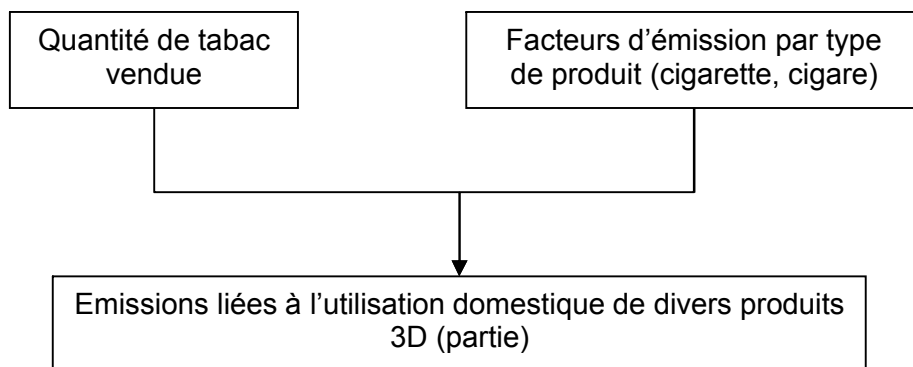 Quantité de tabac
vendue
Facteurs d’émission par type
de produit (cigarette, cigare)
Emissions liées à l’utilisation domestique de divers produits
3D (partie)